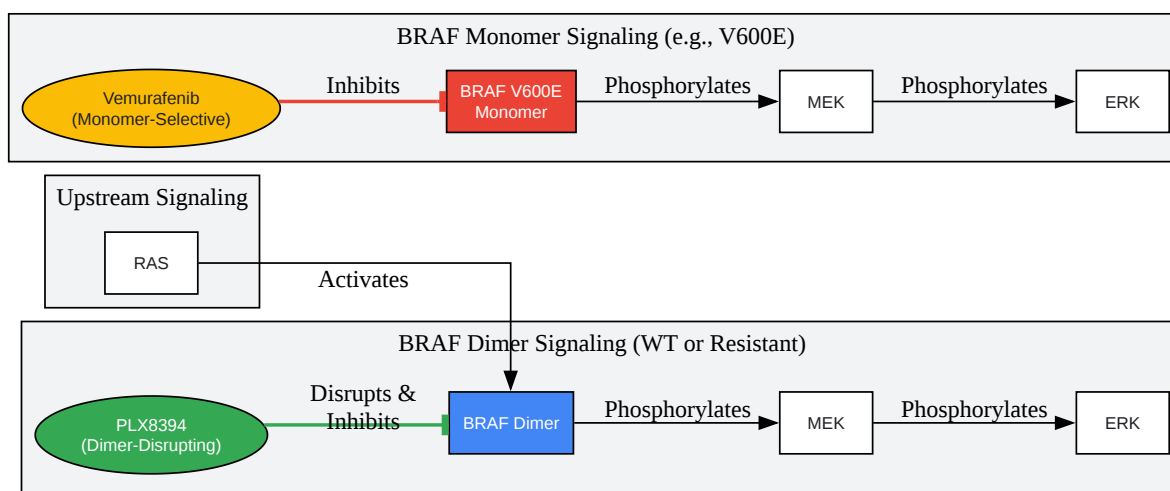 BRAF Monomer Signaling (e.g., V600E)
Vemurafenib
(Monomer-Selective)
Inhibits
BRAF V600E
Monomer
Phosphorylates
MEK
Phosphorylates
ERK
Upstream Signaling
RAS
Activates
BRAF Dimer Signaling (WT or Resistant)
PLX8394
(Dimer-Disrupting)
Disrupts &
Inhibits
BRAF Dimer
Phosphorylates
MEK
Phosphorylates
ERK